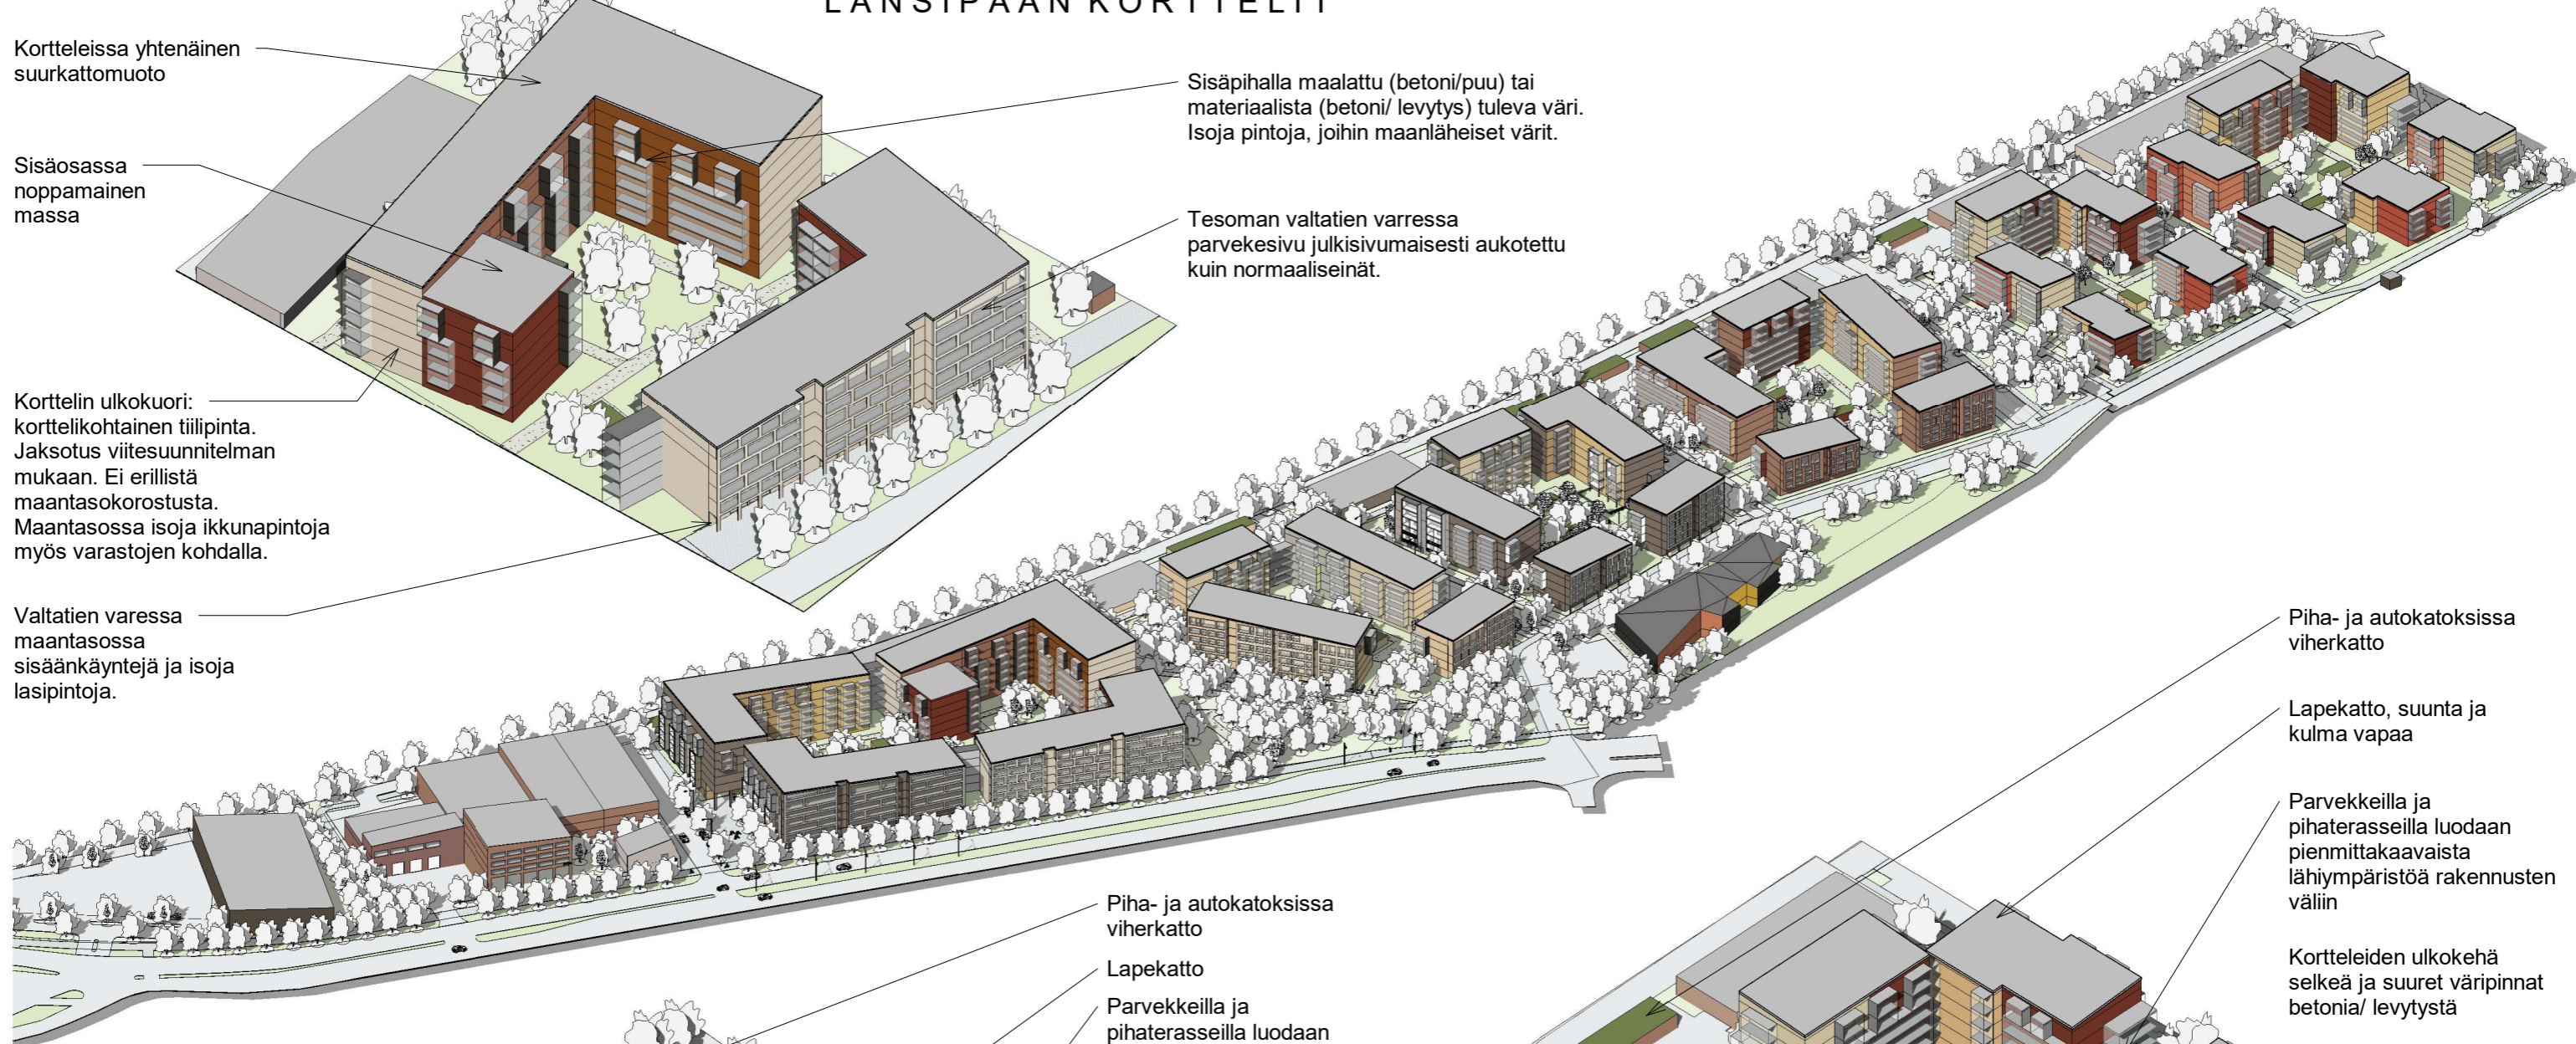 LÄNSIPÄÄN KORTTELIT
Kortteleissa yhtenäinen
suurkattomuoto
Sisäosassa
noppamainen
massa
Korttelin ulkokuori:
korttelikohtainen tiilipinta.
Jaksotus viitesuunnitelman
mukaan. Ei erillistä
maantasokorostusta.
Maantasossa isoja ikkunapintoja
myös varastojen kohdalla.
Valtatien varessa
maantasossa
sisäänkäyntejä ja isoja
lasipintoja.
Sisäpihalla maalattu (betoni/puu) tai
materiaalista (betoni/ levytys) tuleva väri.
Isoja pintoja, joihin maanläheiset värit.
Tesoman valtatien varressa
parvekesivu julkisivumaisesti aukotettu
kuin normaaliseinät.
Piha- ja autokatoksissa
viherkatto
Lapekatto
Parvekkeilla ja
pihaterasseilla luodaan
Piha- ja autokatoksissa
viherkatto
Lapekatto, suunta ja
kulma vapaa
Parvekkeilla ja
pihaterasseilla luodaan
pienmittakaavaista
lähiympäristöä rakennusten
väliin
Kortteleiden ulkokehä
selkeä ja suuret väripinnat
betonia/ levytystä